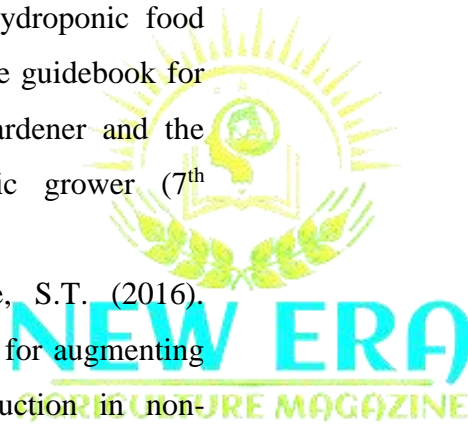 ydroponic food
e guidebook for
ardener and the
ic grower (7th
e, S.T. (2016).
NEW ERA
for augmenting
AGRICULTURE MAGAZINE
uction in non-